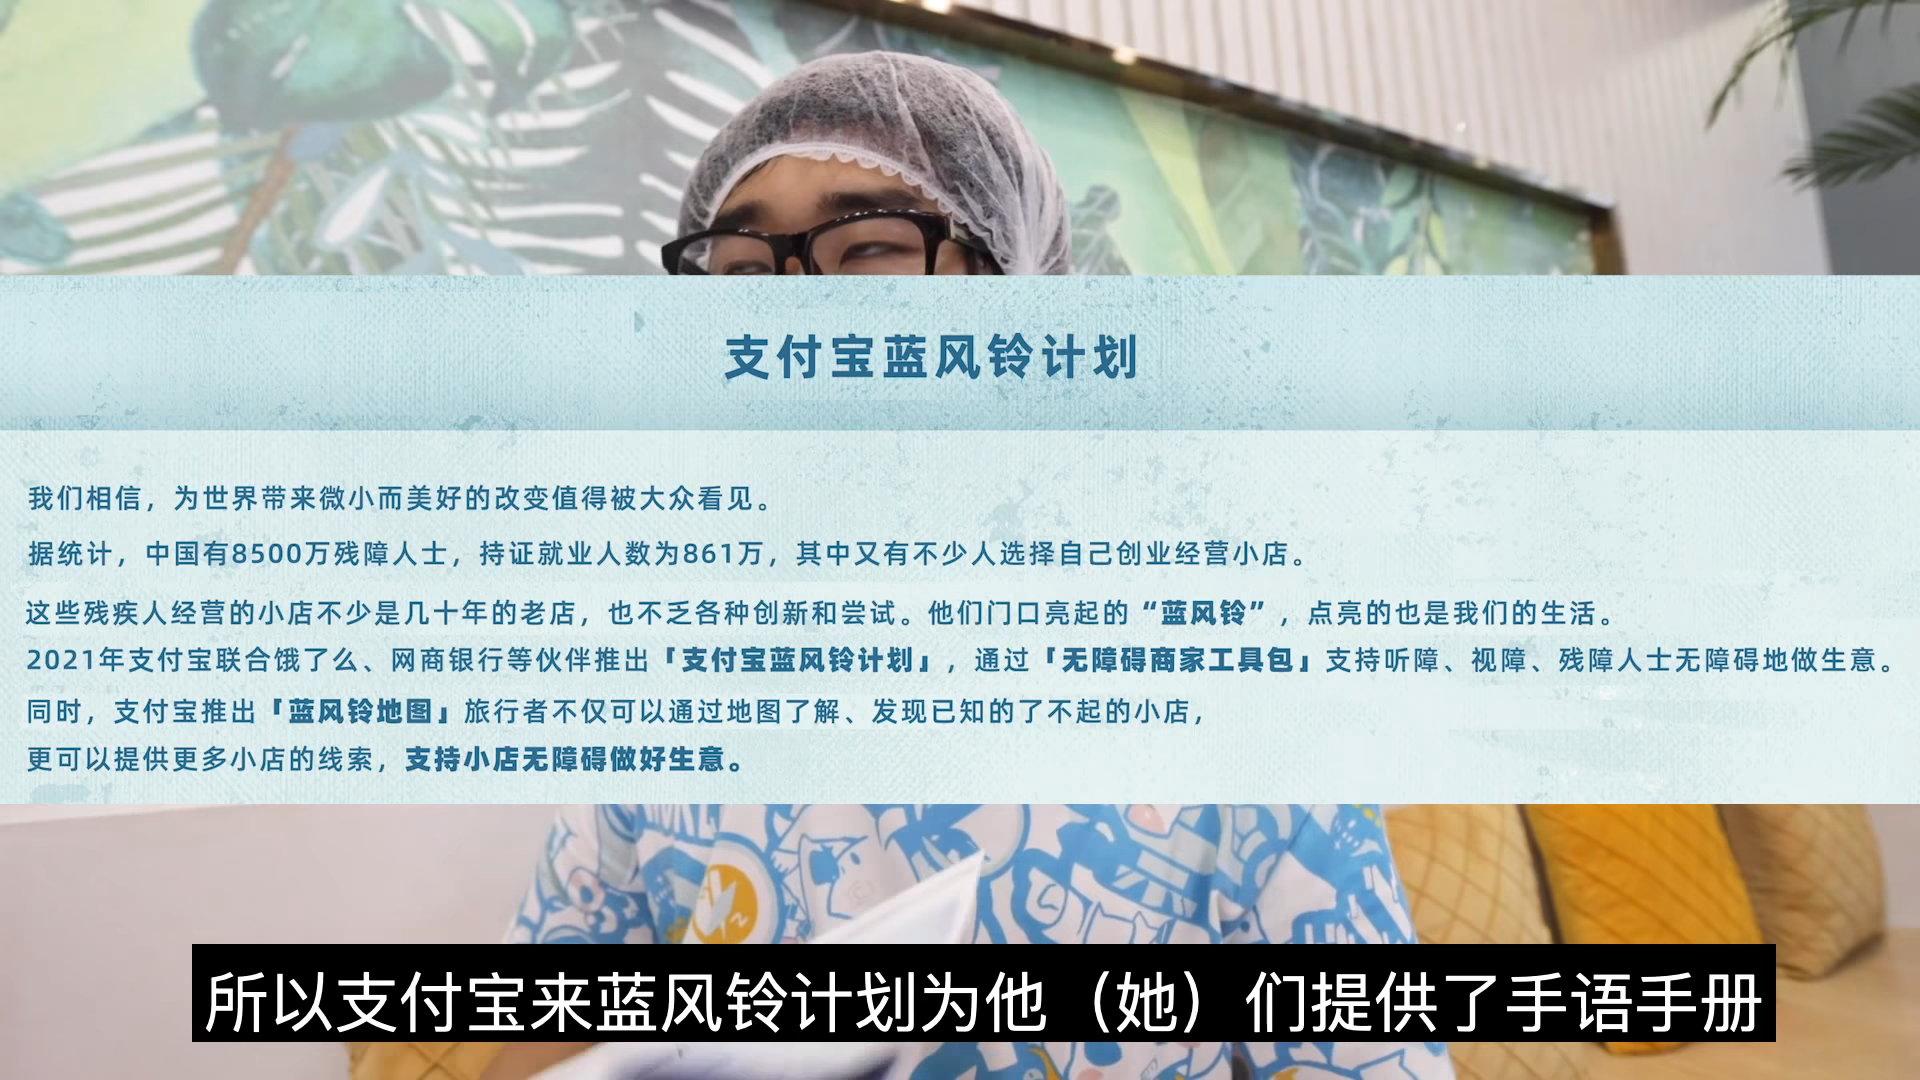 支付宝蓝风铃计划
我们相信，为世界带来微小而美好的改变值得被大众看见。
据统计，中国有8500万残障人士，持证就业人数为861万，其中又有不少人选择自己创业经营小店。
这些残疾人经营的小店不少是几十年的老店，也不乏各种创新和尝试。他们门口亮起的“蓝风铃”，点亮的也是我们的生活。
2021年支付宝联合饿了么、网商银行等伙伴推出「支付宝蓝风铃计划」，通过「无障碍商家工具包」支持听障、视障、残障人士无障碍地做生意。
同时，支付宝推出「蓝风铃地图」旅行者不仅可以通过地图了解、发现已知的了不起的小店，
更可以提供更多小店的线索，支持小店无障碍做好生意。
所以支付宝来蓝风铃计划为他（她）们提供了手语手册